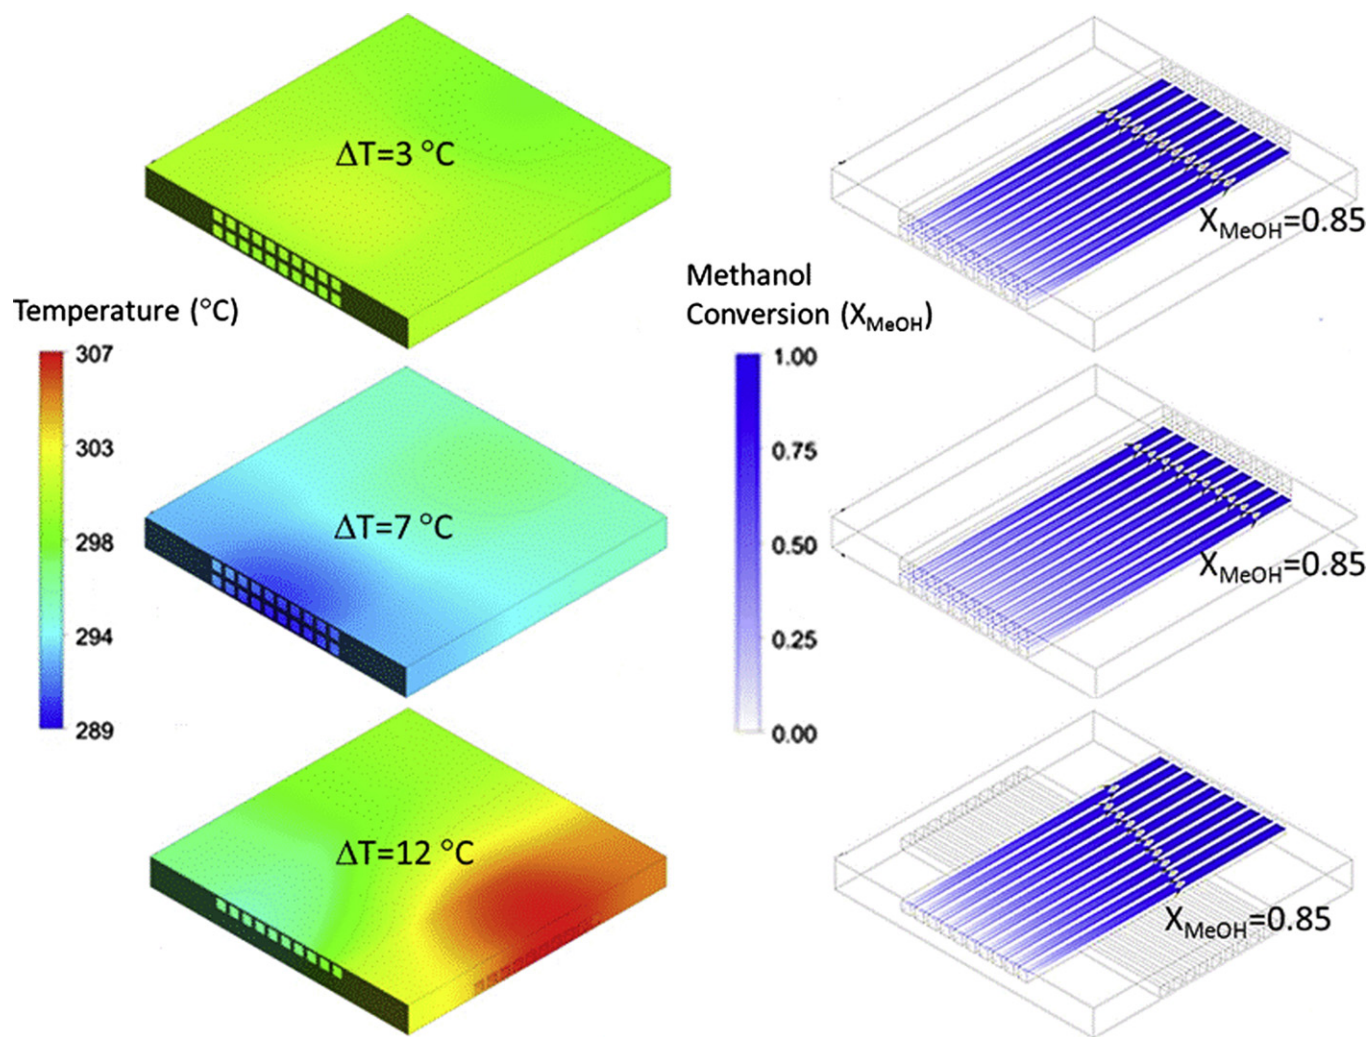 ΔT=3 °C
X_MeOH=0.85
Temperature (°C)
307
303
298
294
289
Methanol
Conversion (X_MeOH)
1.00
0.75
0.50
0.25
0.00
ΔT=7 °C
X_MeOH=0.85
ΔT=12 °C
X_MeOH=0.85